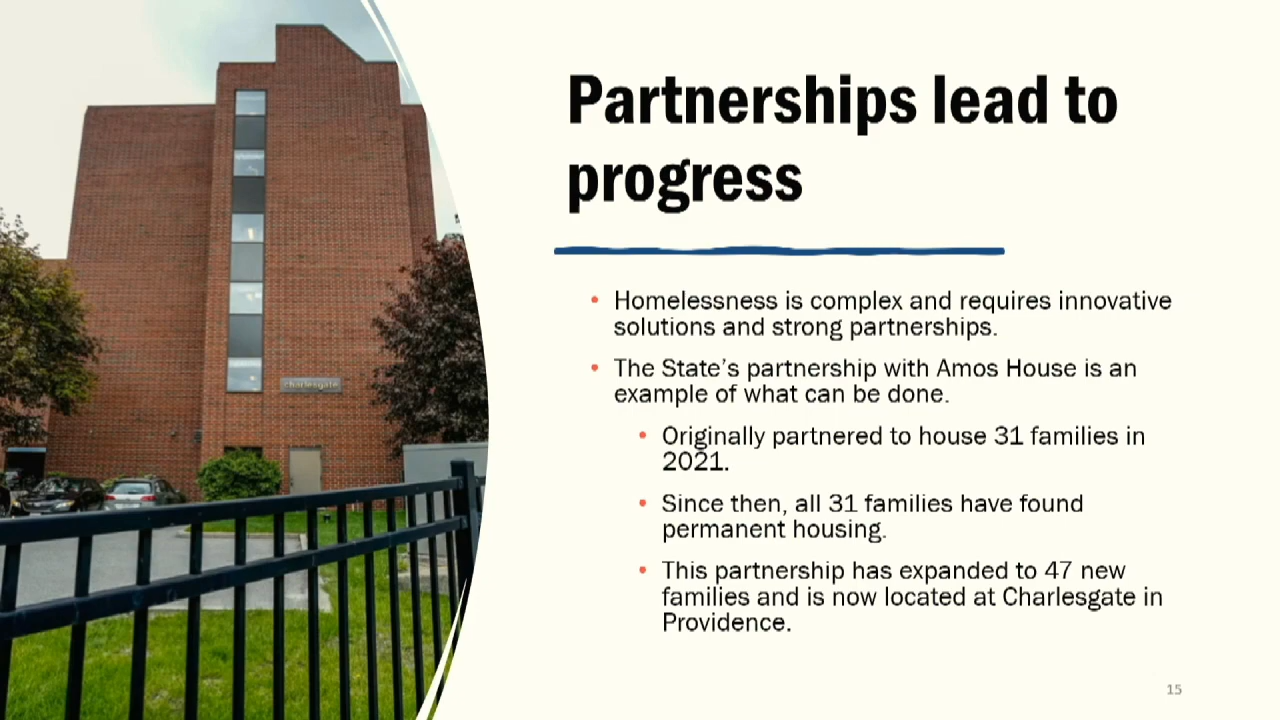 Partnerships lead to
progress
• Homelessness is complex and requires innovative
solutions and strong partnerships.
• The State's partnership with Amos House is an
example of what can be done.
• Originally partnered to house 31 families in
2021.
• Since then, all 31 families have found
permanent housing.
• This partnership has expanded to 47 new
families and is now located at Charlesgate in
Providence.
charlesgate
15